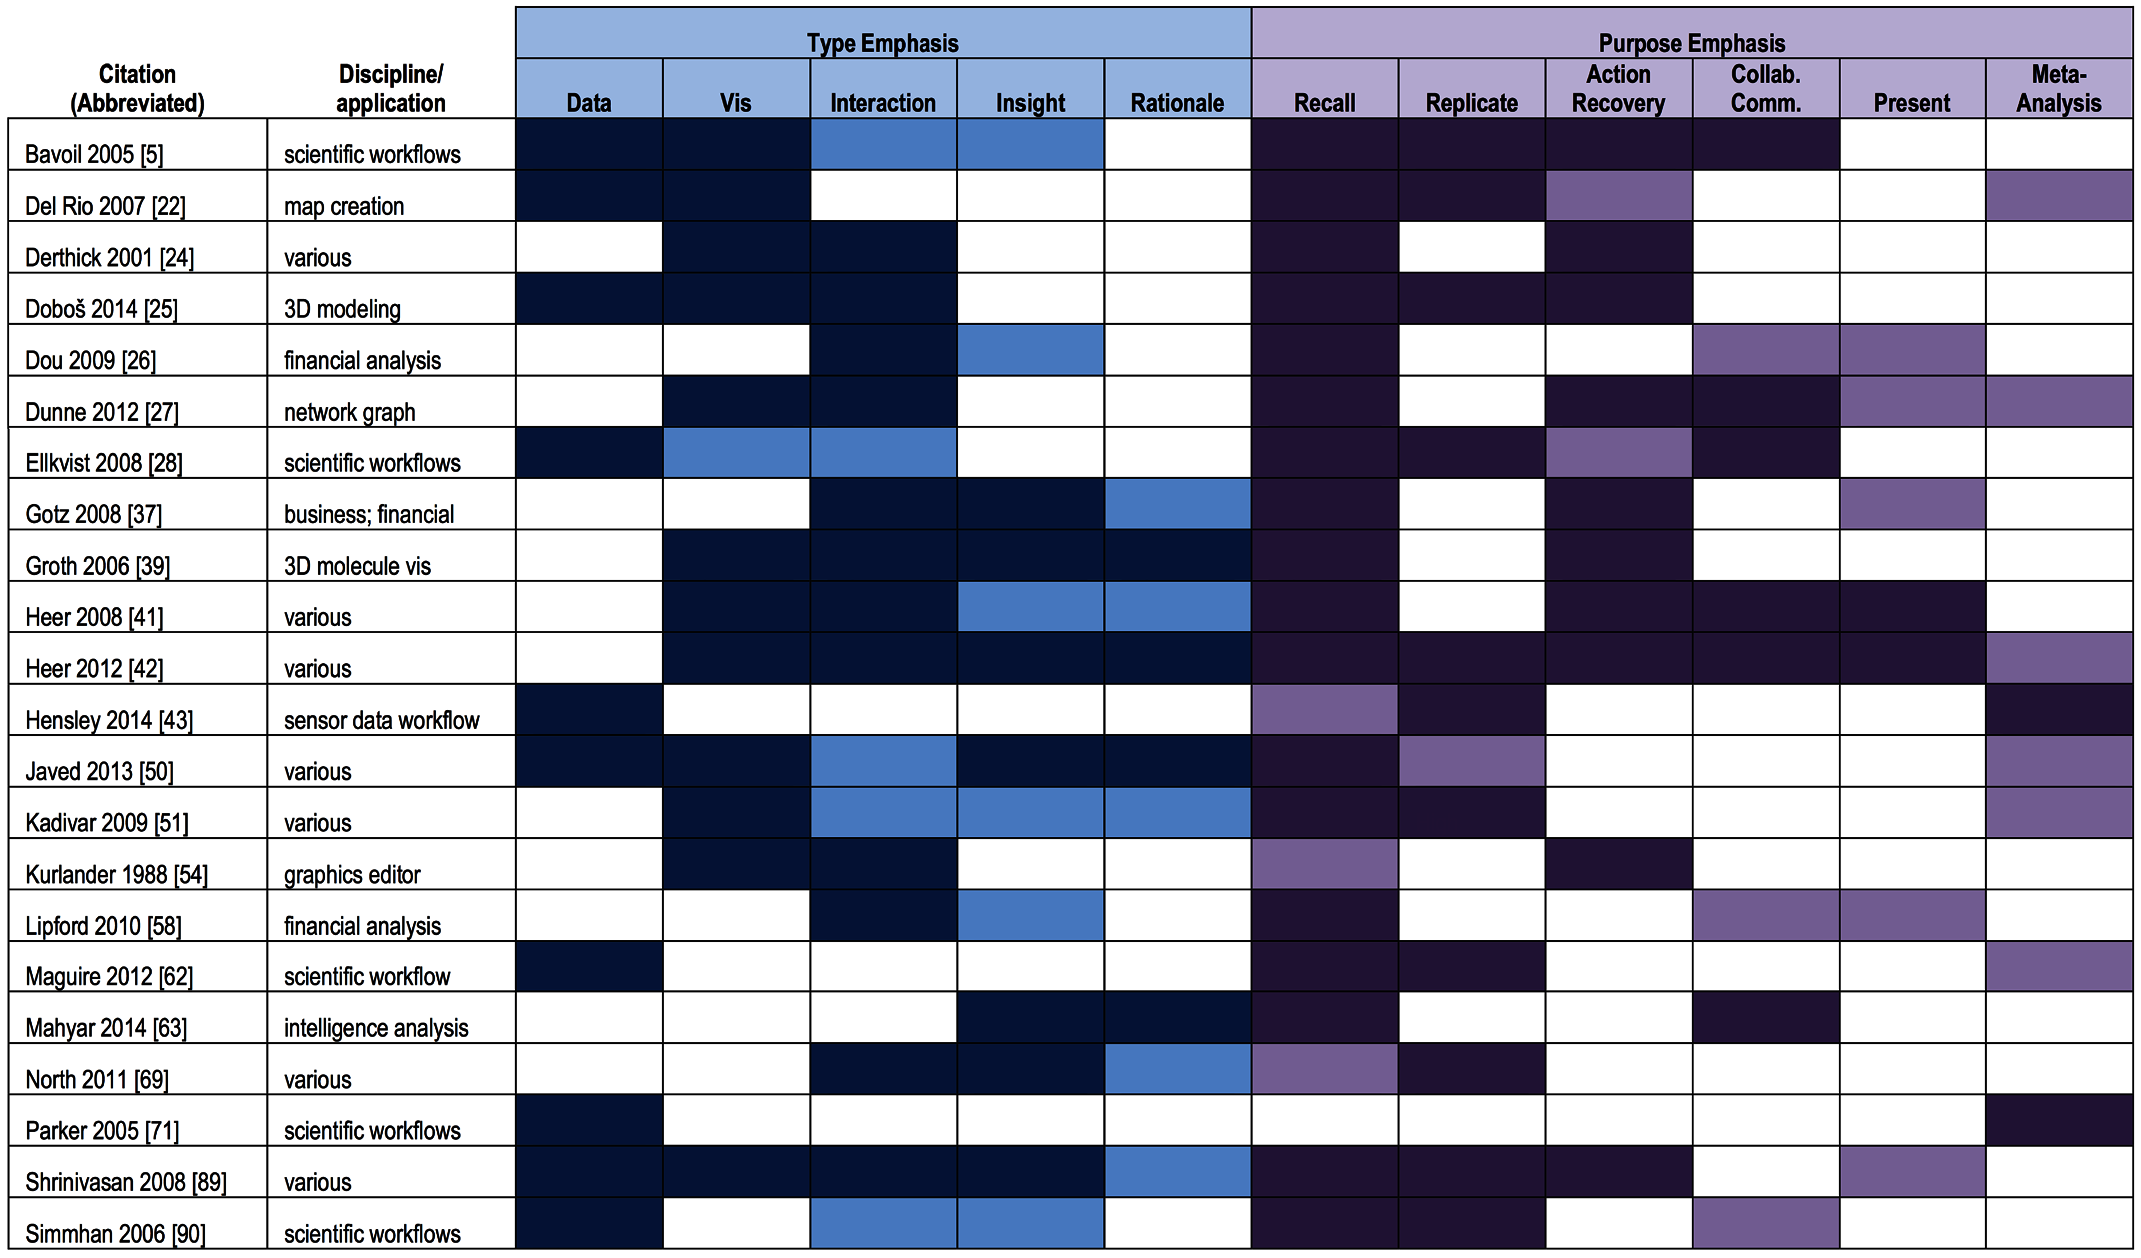 Type Emphasis Purpose Emphasis
Citation Discipline/ Action Collab. Meta-
(Abbreviated) application Data Vis Interaction Insight Rationale Recall Replicate Recovery Comm. Present Analysis
Bavoil 2005 [5] scientific workflows
Del Rio 2007 [22] map creation
Derthick 2001 [24] various
Doboš 2014 [25] 3D modeling
Dou 2009 [26] financial analysis
Dunne 2012 [27] network graph
Ellkvist 2008 [28] scientific workflows
Gotz 2008 [37] business; financial
Groth 2006 [39] 3D molecule vis
Heer 2008 [41] various
Heer 2012 [42] various
Hensley 2014 [43] sensor data workflow
Javed 2013 [50] various
Kadivar 2009 [51] various
Kurlander 1988 [54] graphics editor
Lipford 2010 [58] financial analysis
Maguire 2012 [62] scientific workflow
Mahyar 2014 [63] intelligence analysis
North 2011 [69] various
Parker 2005 [71] scientific workflows
Shrinivasan 2008 [89] various
Simmhan 2006 [90] scientific workflows